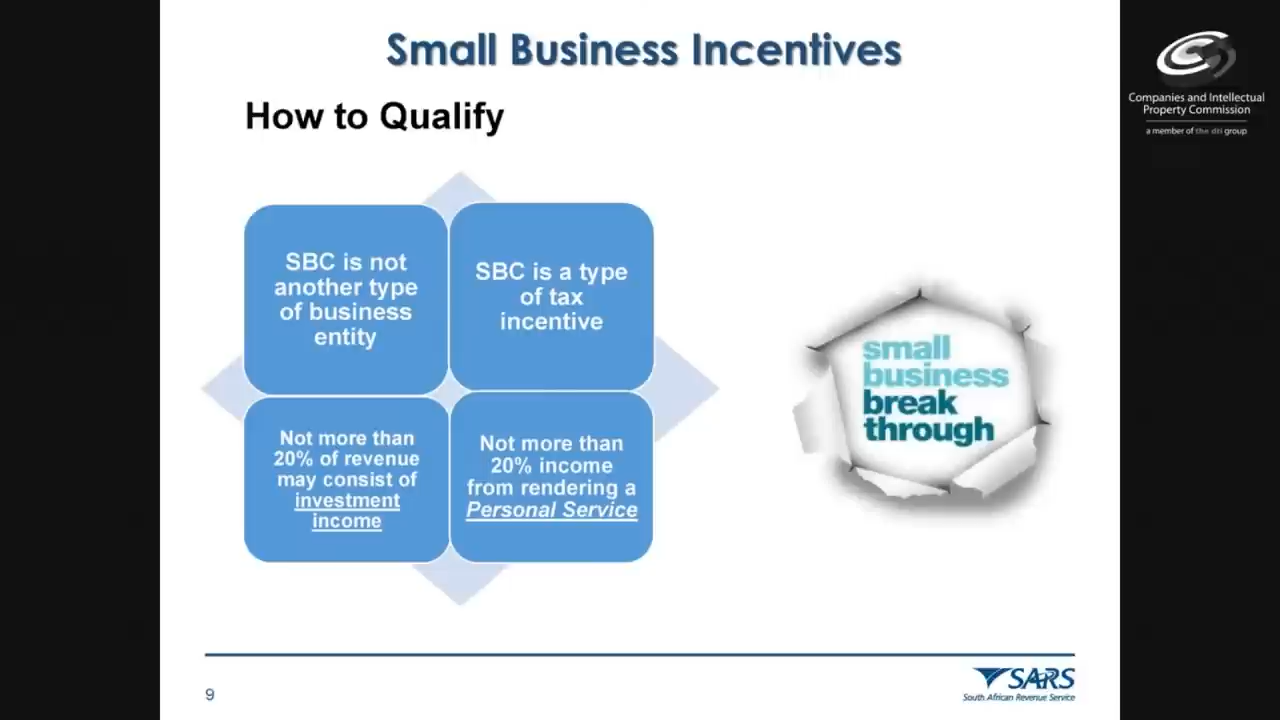 Small Business Incentives
How to Qualify
SBC is not
another type
of business
entity
SBC is a type
of tax
incentive
Not more than
20% of revenue
may consist of
investment
income
Not more than
20% income
from rendering a
Personal Service
small
business
break
through
9
SARS
South African Revenue Service
Companies and Intellectual
Property Commission
a member of the dti group